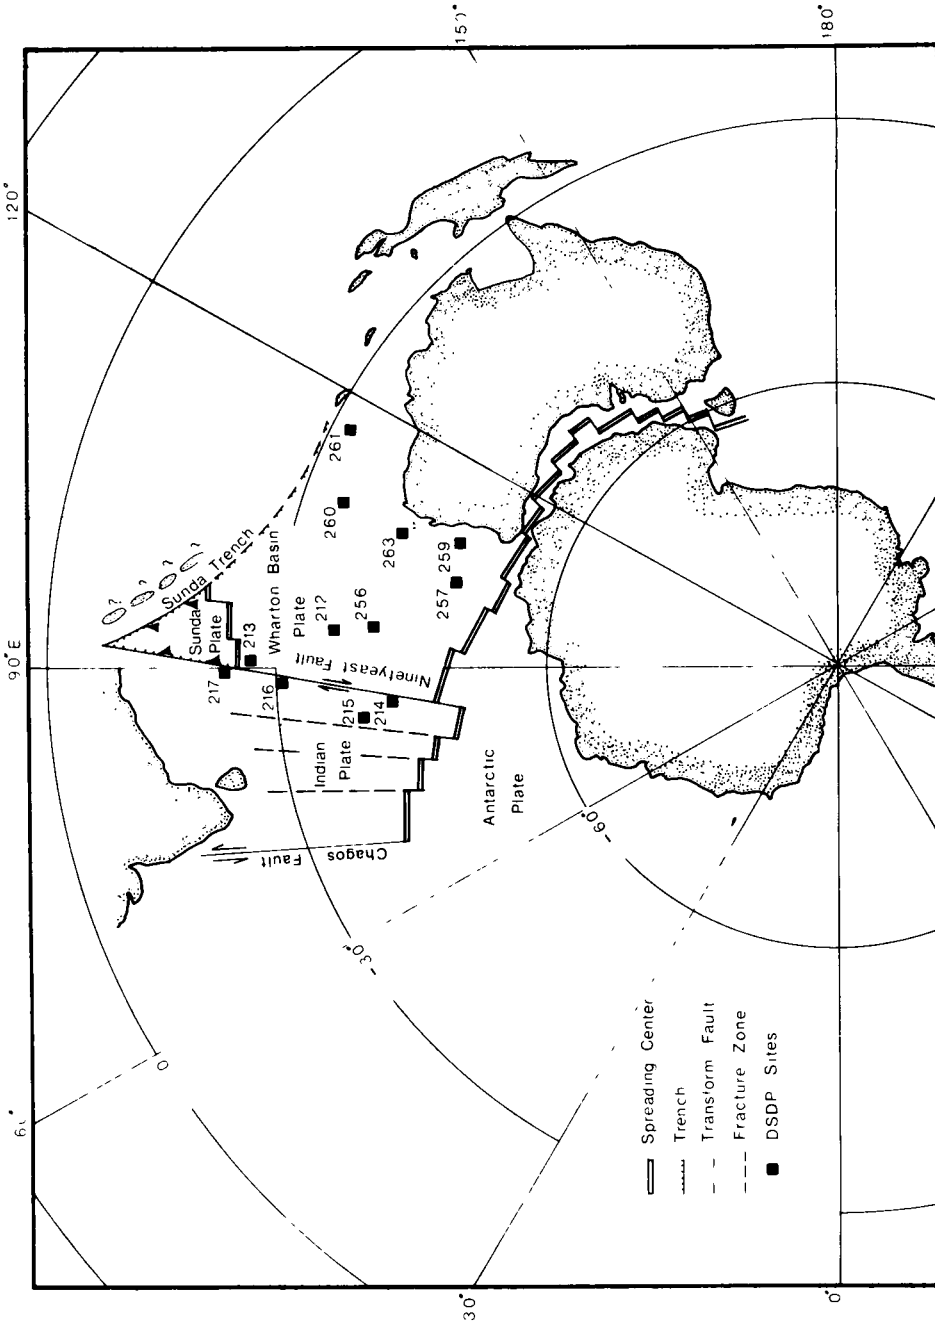 150°
180°
120°
90°E
6
30°
0°
0
-30°
-60°
?
?
?
?
Sunda Trench
Sunda
Plate
Wharton Basin
Plate
Ninetyeast Fault
Indian
Plate
Chagos
Fault
Antarctic
Plate
261
260
263
259
257
256
212
213
217
216
215
214
Spreading Center
Trench
Transform Fault
Fracture Zone
DSDP Sites